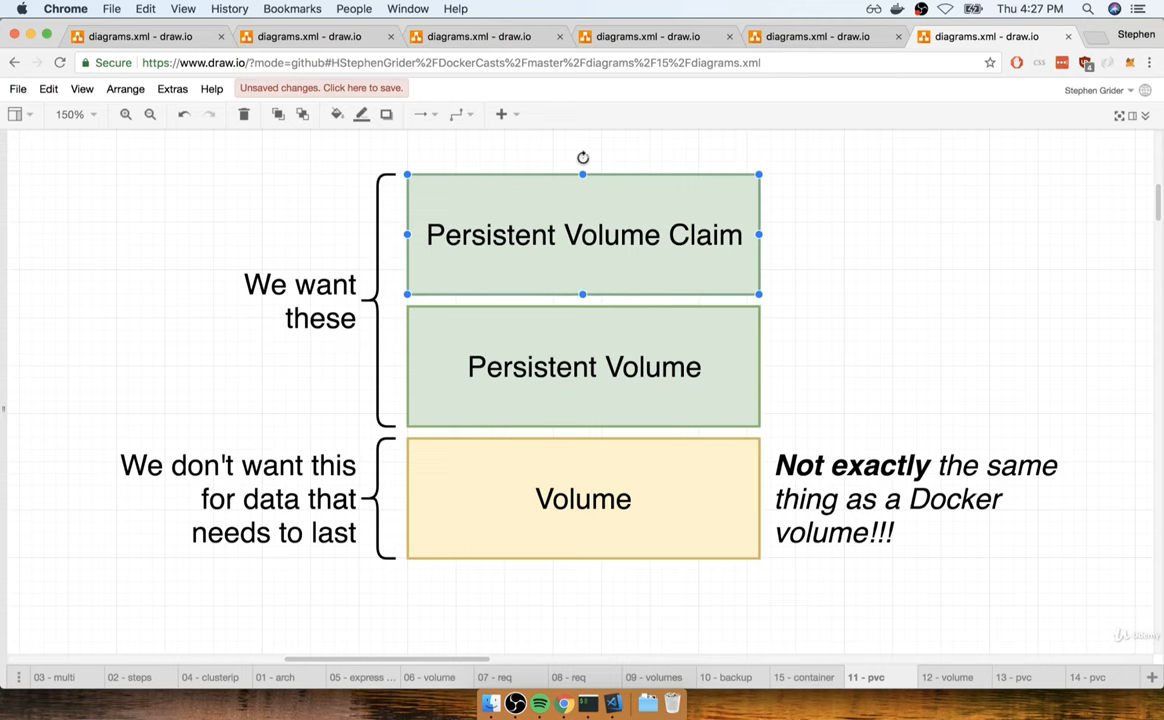 Chrome File Edit View History Bookmarks People Window Help Thu 4:27 PM
diagrams.xml - draw.io diagrams.xml - draw.io diagrams.xml - draw.io diagrams.xml - draw.io diagrams.xml - draw.io diagrams.xml - draw.io Stephen
Secure https://www.draw.io/?mode=github#HStephenGrider%2FDockerCasts%2Fmaster%2Fdiagrams%2F15%2Fdiagrams.xml css 4
File Edit View Arrange Extras Help Unsaved changes. Click here to save. Stephen Grider
150%
Persistent Volume Claim
We want
these
Persistent Volume
We don't want this
for data that
needs to last
Volume
Not exactly the same
thing as a Docker
volume!!!
Udemy
03 - multi 02 - steps 04 - clusterip 01 - arch 05 - express ... 06 - volume 07 - req 08 - req 09 - volumes 10 - backup 15 - container 11 - pvc 12 - volume 13 - pvc 14 - pvc